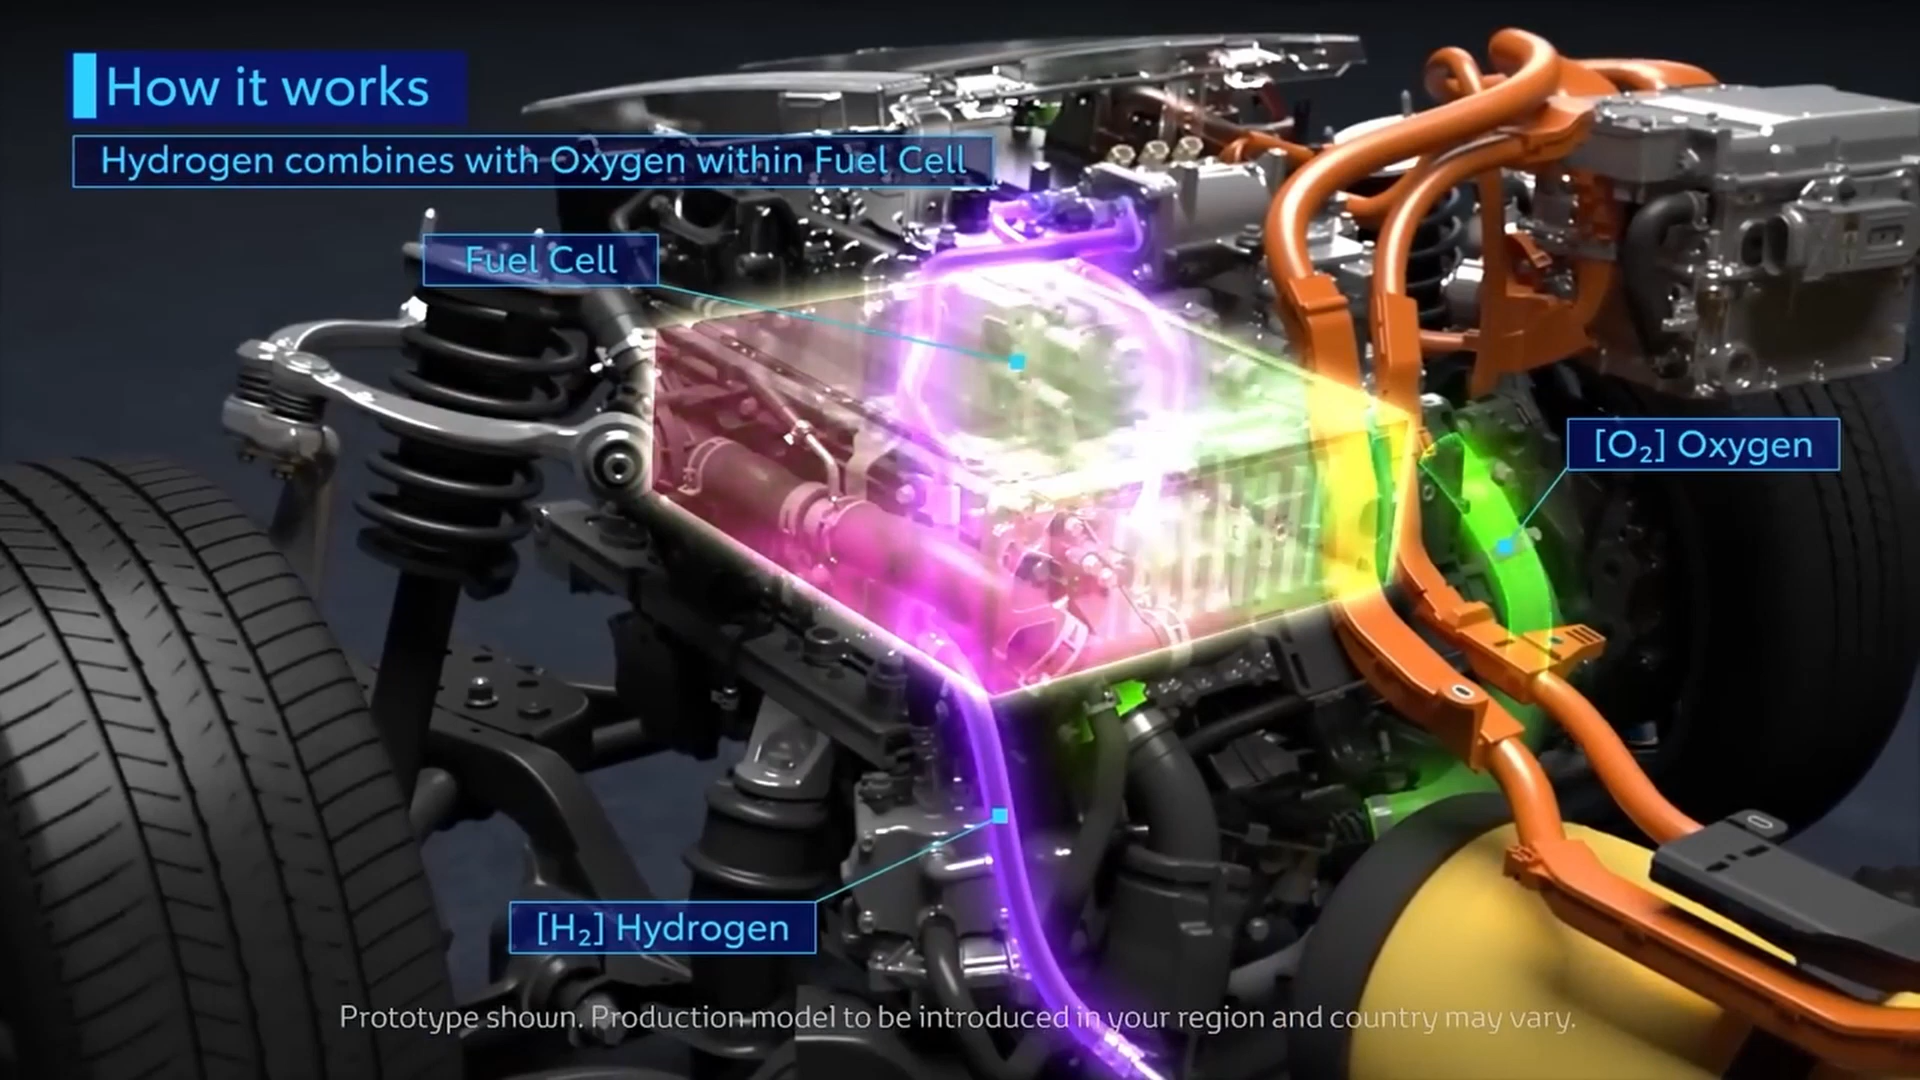 How it works
Hydrogen combines with Oxygen within Fuel Cell
Fuel Cell
[O₂] Oxygen
[H₂] Hydrogen
Prototype shown. Production model to be introduced in your region and country may vary.